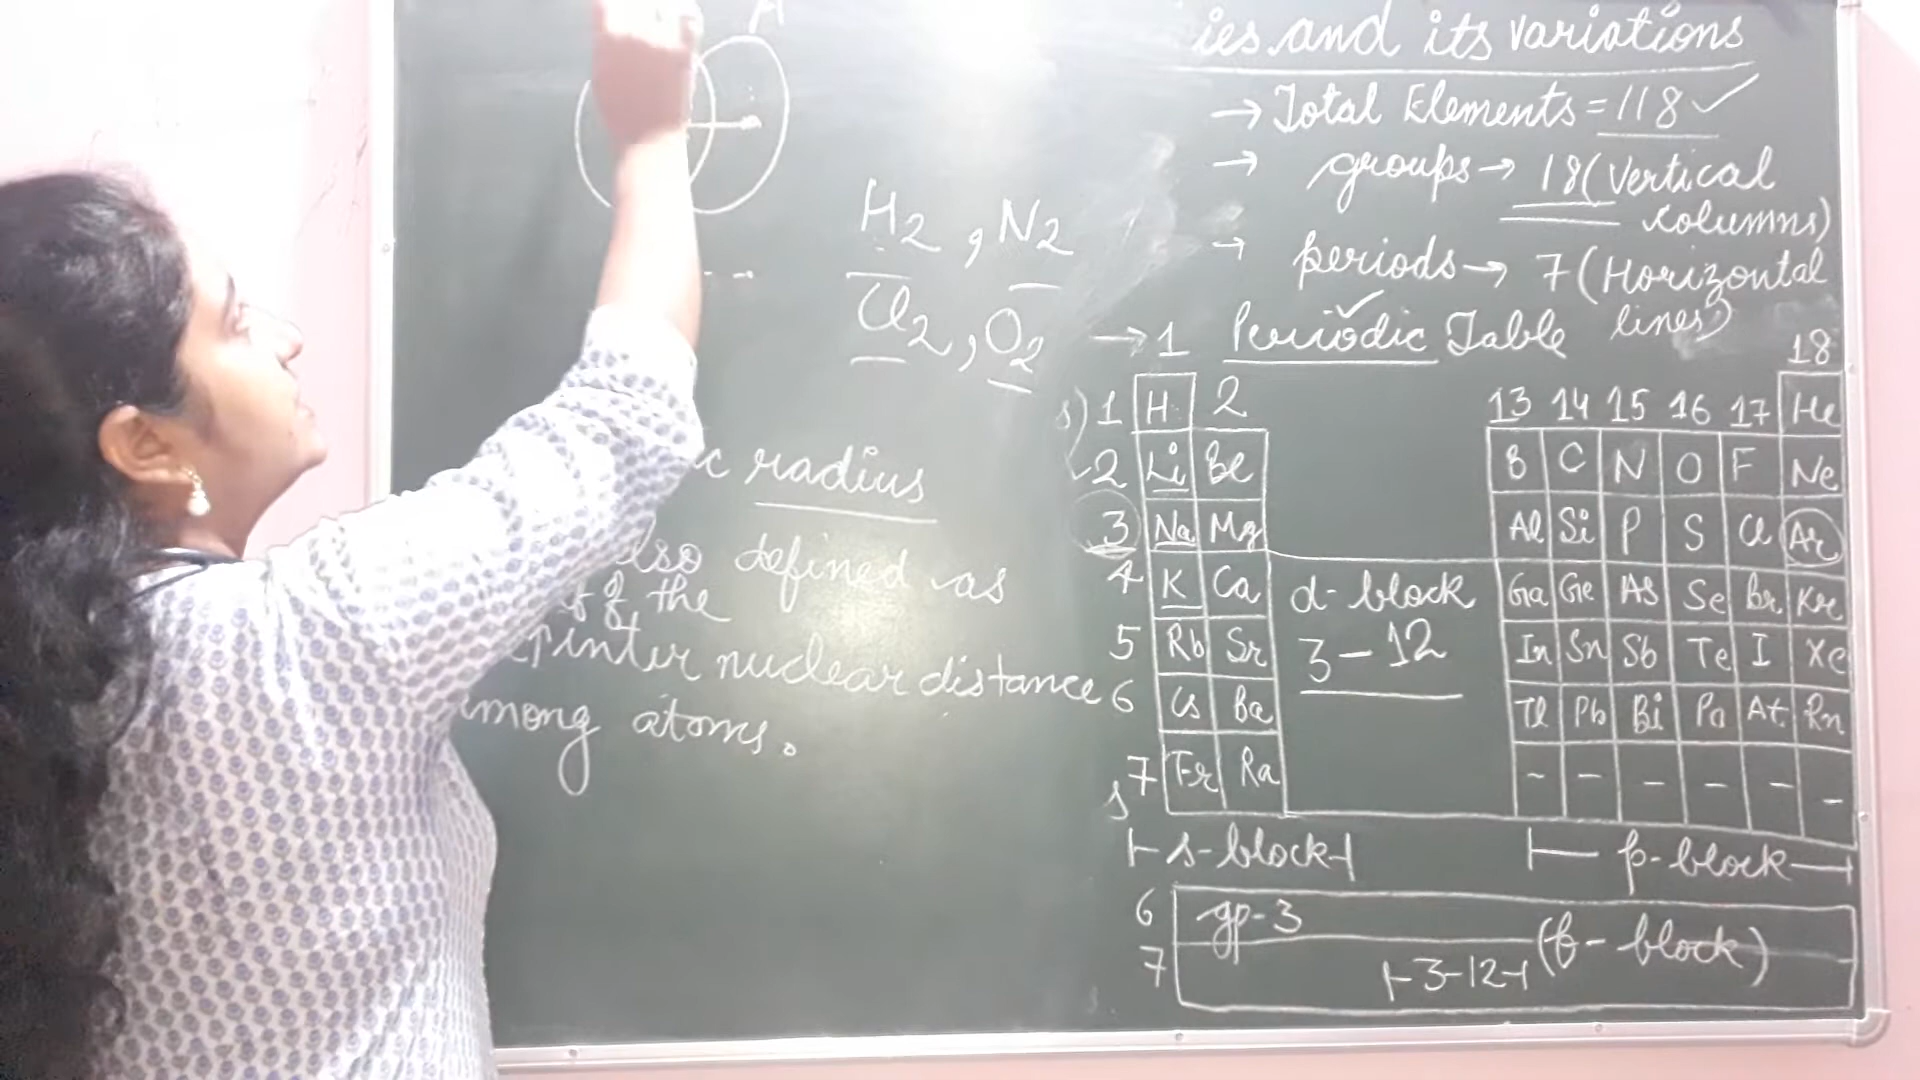 A
H2, N2
Cl2, O2
c radius
lso defined as
of the
inter nuclear distance
among atoms.
ies and its variations
→ Total Elements = 118 ✓
→ groups → 18 (Vertical
columns)
→ periods → 7 (Horizontal
lines)
→ 1 Periodic Table 18
1 H 2 13 14 15 16 17 He
2 Li Be B C N O F Ne
3 Na Mg Al Si P S Cl Ar
4 K Ca d-block Ga Ge As Se Br Kr
5 Rb Sr 3-12 In Sn Sb Te I Xe
6 Cs Ba Tl Pb Bi Po At Rn
7 Fr Ra - - - - - -
s-block p-block
6 gp-3
7 3-12 (f-block)